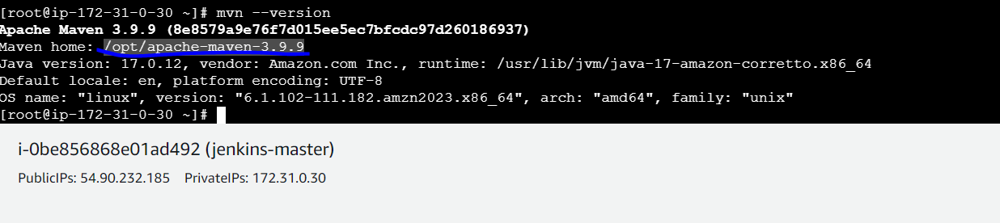 [root@ip-172-31-0-30 ~]# mvn --version
Apache Maven 3.9.9 (8e8579a9e76f7d015ee5ec7bfcdc97d260186937)
Maven home: /opt/apache-maven-3.9.9
Java version: 17.0.12, vendor: Amazon.com Inc., runtime: /usr/lib/jvm/java-17-amazon-corretto.x86_64
Default locale: en, platform encoding: UTF-8
OS name: "linux", version: "6.1.102-111.182.amzn2023.x86_64", arch: "amd64", family: "unix"
[root@ip-172-31-0-30 ~]#
i-0be856868e01ad492 (jenkins-master)
PublicIPs: 54.90.232.185 PrivateIPs: 172.31.0.30